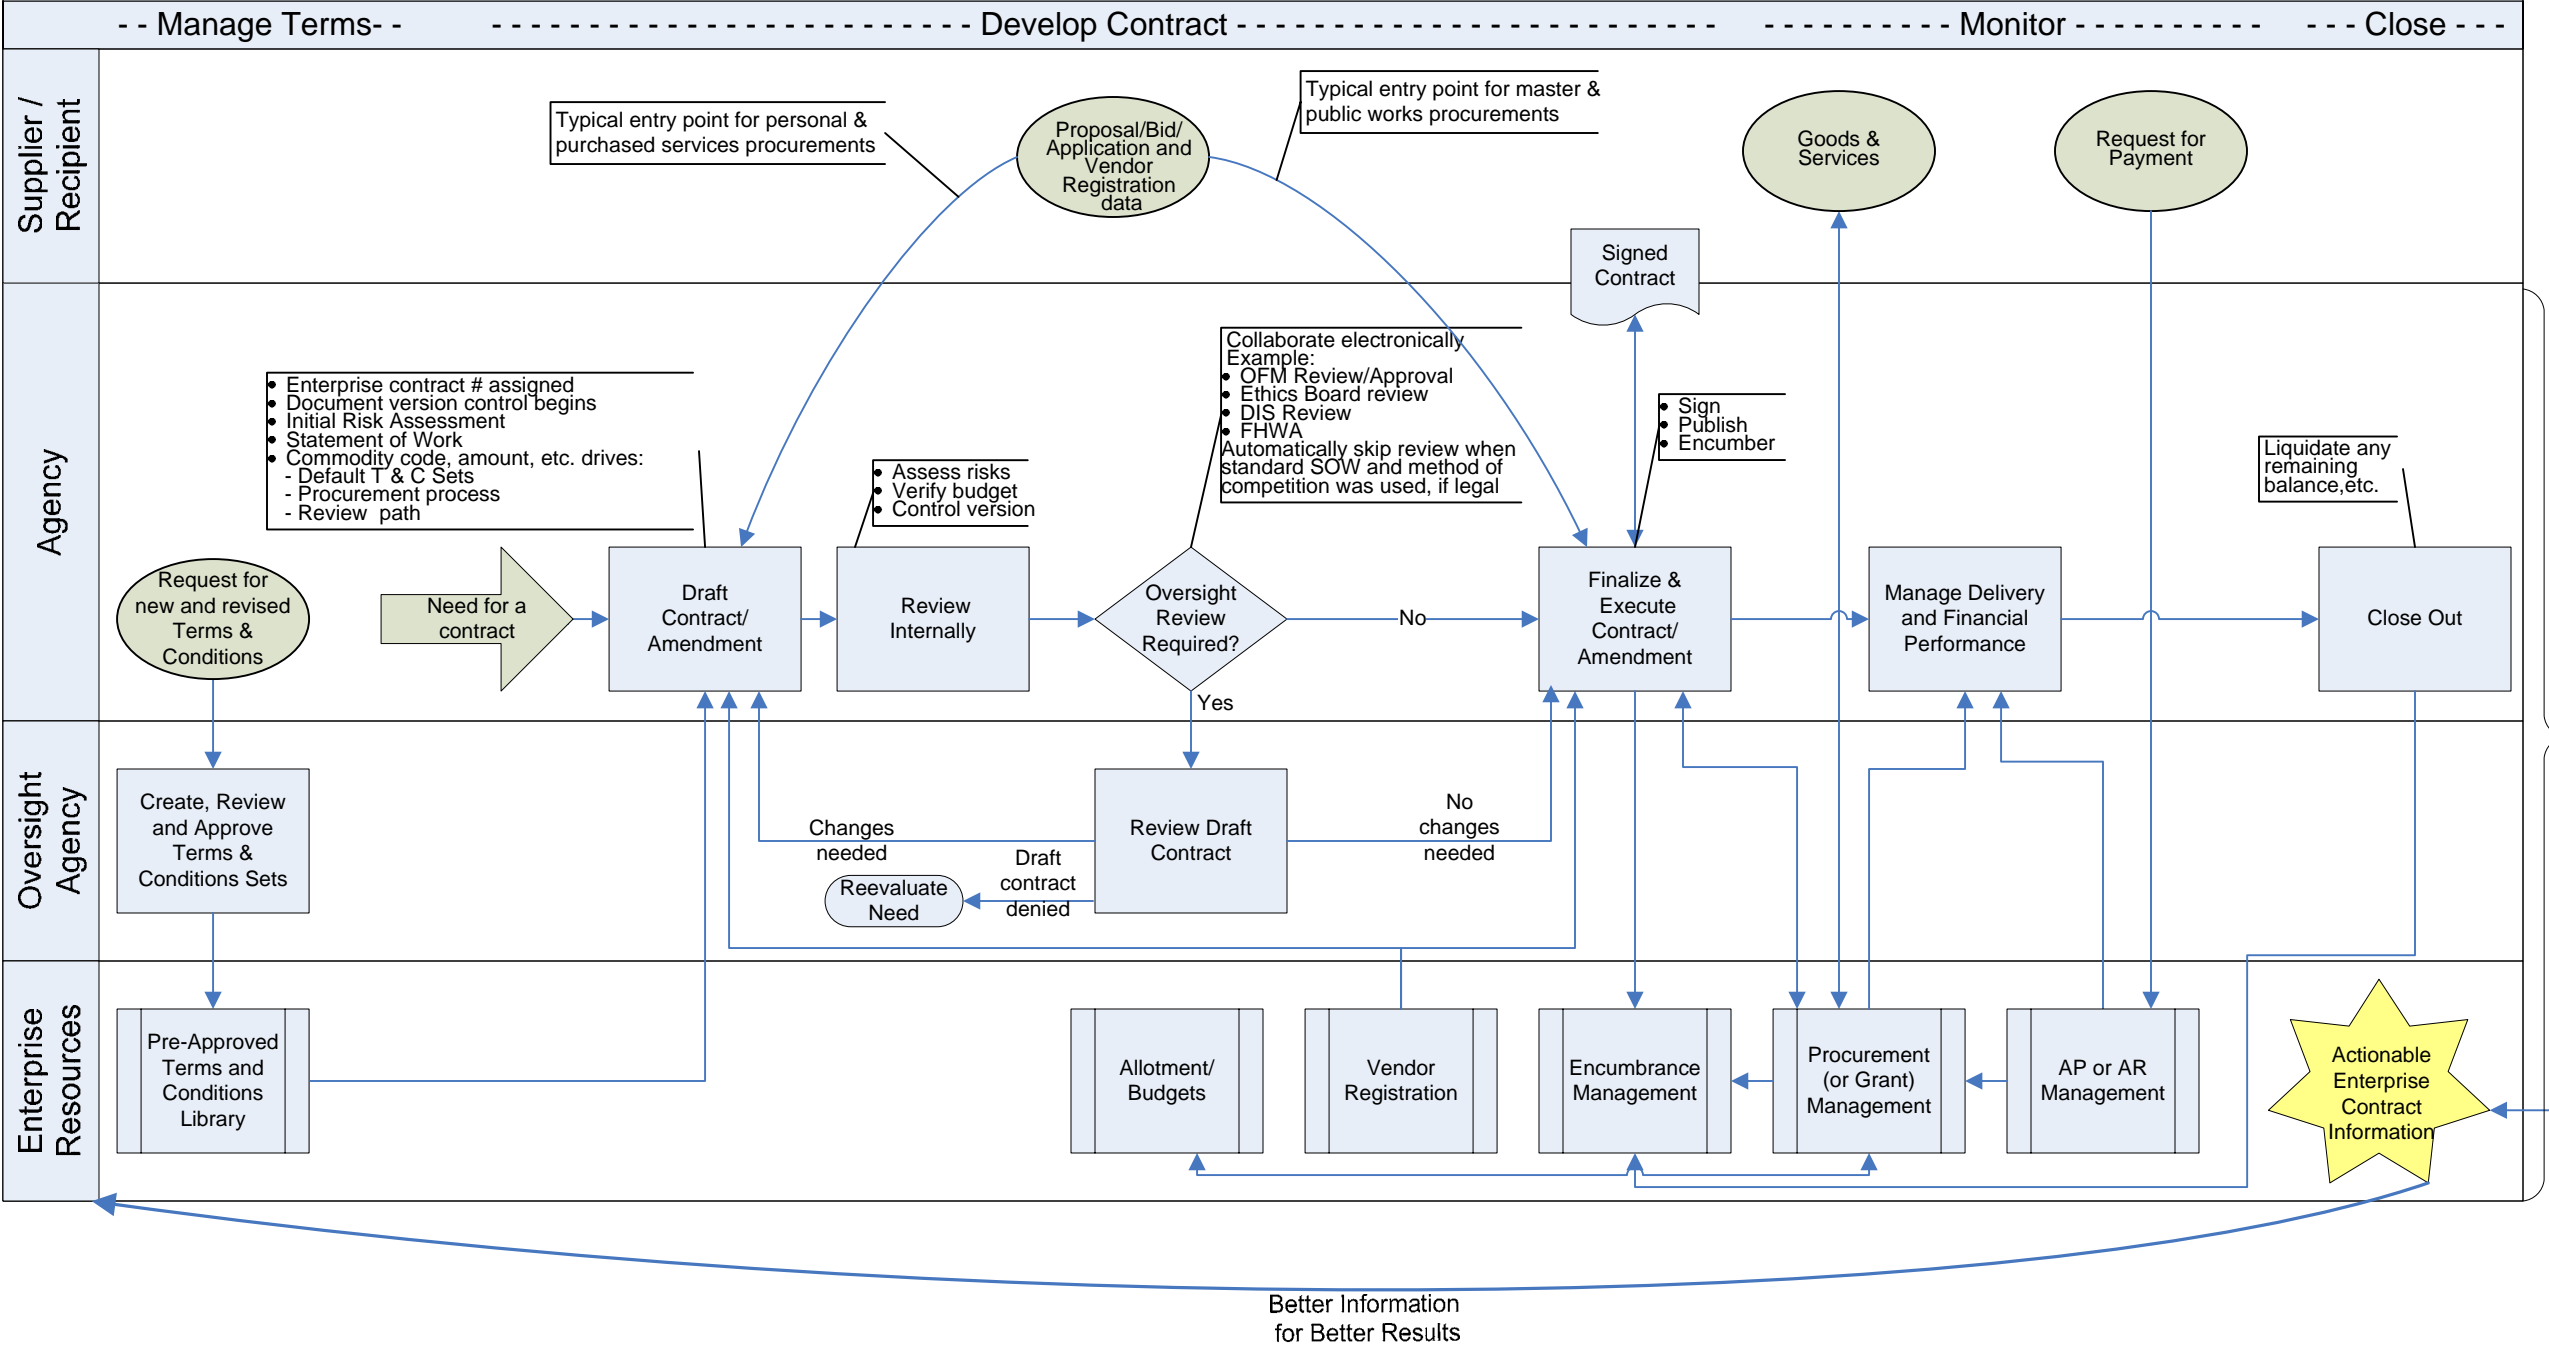 - - Manage Terms- - - - - - - - - - - - - - - - - - - - - - - - Develop Contract - - - - - - - - - - - - - - - - - - - - - - - - - - - - - - - Monitor - - - - - - - - - - - - - Close - - -
Supplier /
Recipient
Typical entry point for personal &
purchased services procurements
Proposal/Bid/
Application and
Vendor
Registration
data
Typical entry point for master &
public works procurements
Goods &
Services
Request for
Payment
Signed
Contract
Agency
Enterprise contract # assigned
Document version control begins
Initial Risk Assessment
Statement of Work
Commodity code, amount, etc. drives:
- Default T & C Sets
- Procurement process
- Review path
Assess risks
Verify budget
Control version
Collaborate electronically
Example:
OFM Review/Approval
Ethics Board review
DIS Review
FHWA
Automatically skip review when
standard SOW and method of
competition was used, if legal
Sign
Publish
Encumber
Liquidate any
remaining
balance,etc.
Request for
new and revised
Terms &
Conditions
Need for a
contract
Draft
Contract/
Amendment
Review
Internally
Oversight
Review
Required?
No
Yes
Finalize &
Execute
Contract/
Amendment
Manage Delivery
and Financial
Performance
Close Out
Oversight
Agency
Create, Review
and Approve
Terms &
Conditions Sets
Changes
needed
Draft
contract
denied
Reevaluate
Need
Review Draft
Contract
No
changes
needed
Enterprise
Resources
Pre-Approved
Terms and
Conditions
Library
Allotment/
Budgets
Vendor
Registration
Encumbrance
Management
Procurement
(or Grant)
Management
AP or AR
Management
Actionable
Enterprise
Contract
Information
Better Information
for Better Results